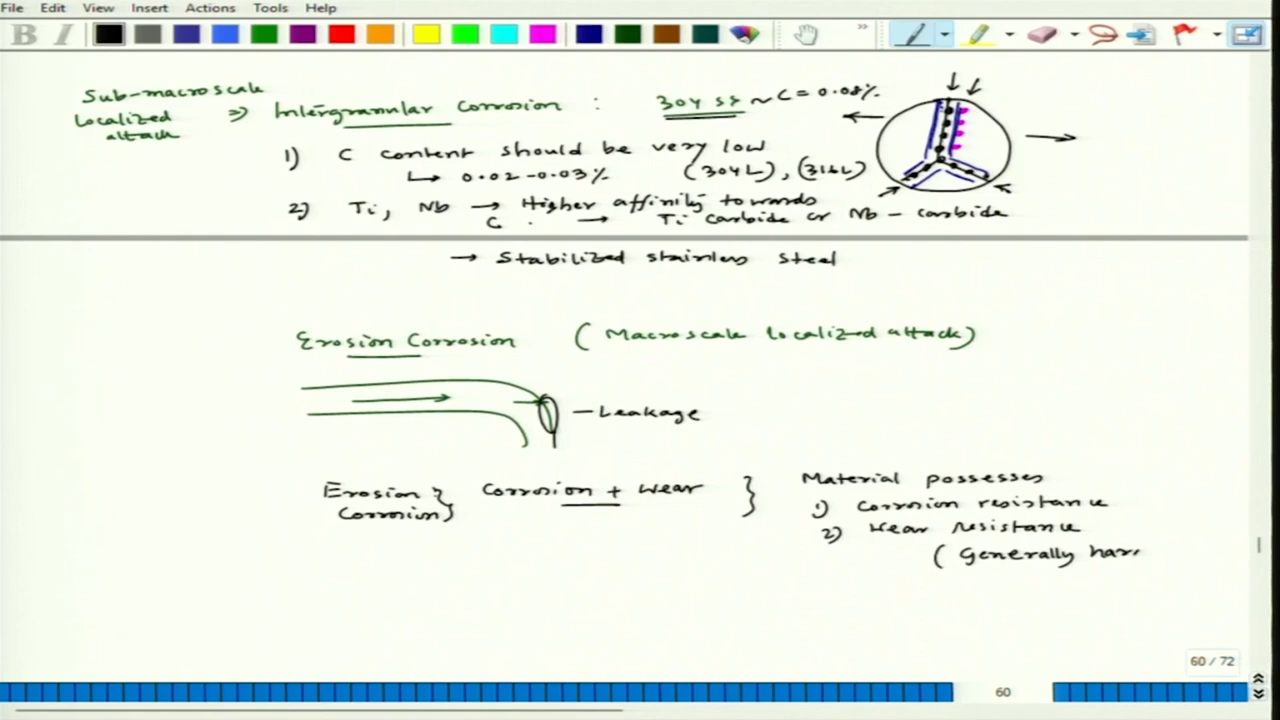 File Edit View Insert Actions Tools Help
B I
Sub-macroscale
localized
attack
⇒ Intergranular Corrosion : 304 SS ~ C = 0.08%
1) C content should be very low
↳ 0.02 - 0.03% (304L), (316L)
2) Ti, Nb → Higher affinity towards
C → Ti carbide or Nb-carbide
→ Stabilized stainless steel
Erosion Corrosion (Macroscale localized attack)
— Leakage
Erosion
Corrosion } Corrosion + wear }
Material possesses
1) Corrosion resistance
2) Wear resistance
(Generally har
60 / 72
60